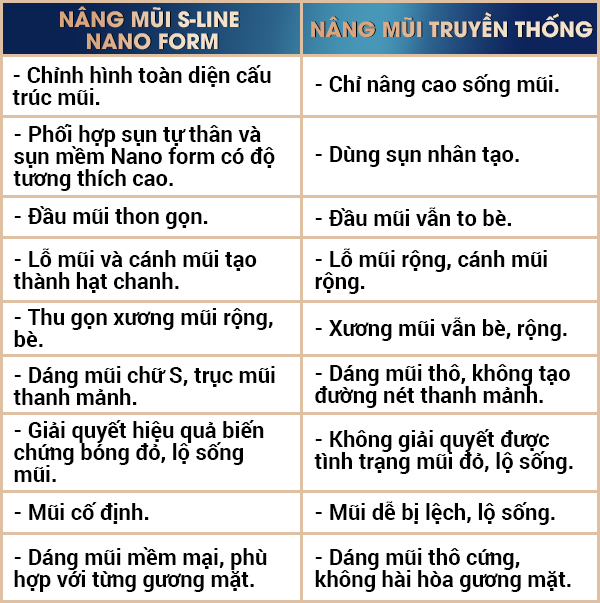 NÂNG MŨI S-LINE
NANO FORM
NÂNG MŨI TRUYỀN THỐNG
- Chỉnh hình toàn diện cấu
trúc mũi.
- Chỉ nâng cao sống mũi.
- Phối hợp sụn tự thân và
sụn mềm Nano form có độ
tương thích cao.
- Dùng sụn nhân tạo.
- Đầu mũi thon gọn.
- Đầu mũi vẫn to bè.
- Lỗ mũi và cánh mũi tạo
thành hạt chanh.
- Lỗ mũi rộng, cánh mũi
rộng.
- Thu gọn xương mũi rộng,
bè.
- Xương mũi vẫn bè, rộng.
- Dáng mũi chữ S, trục mũi
thanh mảnh.
- Dáng mũi thô, không tạo
đường nét thanh mảnh.
- Giải quyết hiệu quả biến
chứng bóng đỏ, lộ sống
mũi.
- Không giải quyết được
tình trạng mũi đỏ, lộ sống.
- Mũi cố định.
- Mũi dễ bị lệch, lộ sống.
- Dáng mũi mềm mại, phù
hợp với từng gương mặt.
- Dáng mũi thô cứng,
không hài hòa gương mặt.